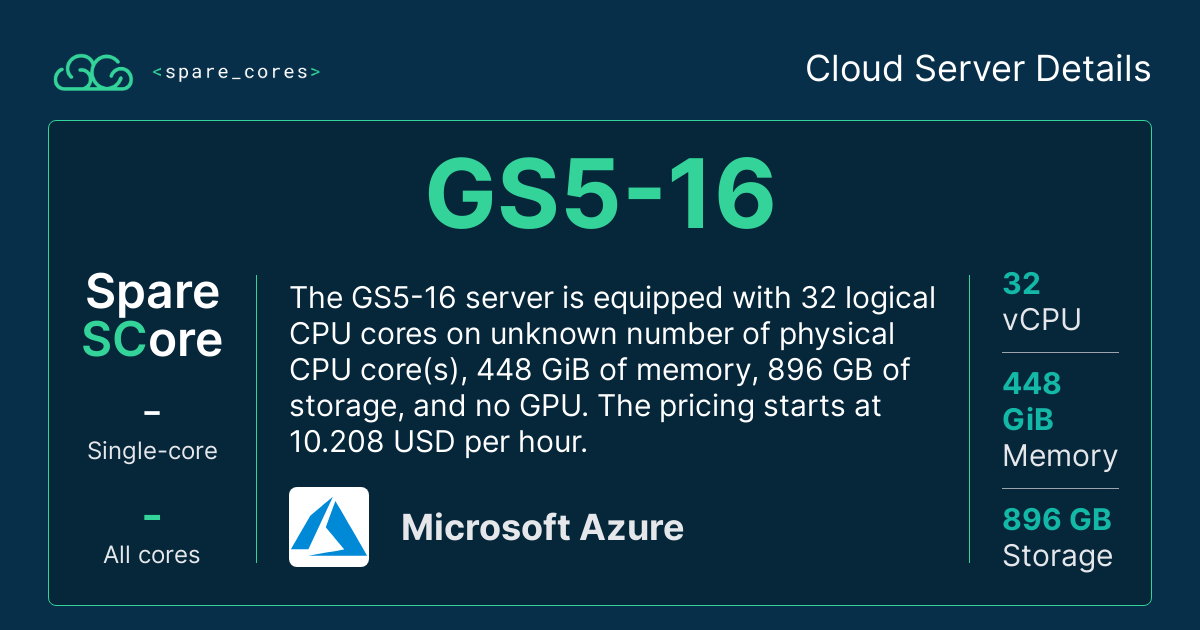 <spare_cores>
Cloud Server Details
GS5-16
Spare
SCore
-
Single-core
-
All cores
The GS5-16 server is equipped with 32 logical
CPU cores on unknown number of physical
CPU core(s), 448 GiB of memory, 896 GB of
storage, and no GPU. The pricing starts at
10.208 USD per hour.
Microsoft Azure
32
vCPU
448
GiB
Memory
896 GB
Storage